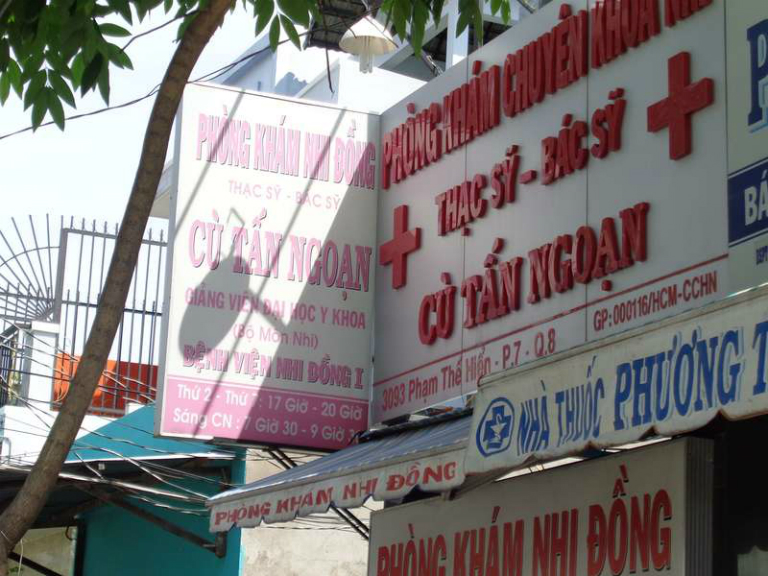 PHÒNG KHÁM NHI ĐỒNG
THẠC SỸ - BÁC SỸ
CÙ TẤN NGOẠN
GIẢNG VIÊN ĐẠI HỌC Y KHOA
(Bộ Môn Nhi)
BỆNH VIỆN NHI ĐỒNG I
Thứ 2 - Thứ 7: 17 Giờ - 20 Giờ
Sáng CN : 7 Giờ 30 - 9 Giờ
PHÒNG KHÁM CHUYÊN KHOA NHI
THẠC SỸ - BÁC SỸ
CÙ TẤN NGOẠN
GP: 000116/HCM-CCHN
3093 Phạm Thế Hiển - P.7 - Q.8
BÁ
NHÀ THUỐC PHƯƠNG T
PHÒNG KHÁM NHI ĐỒNG
PHÒNG KHÁM NHI ĐỒNG